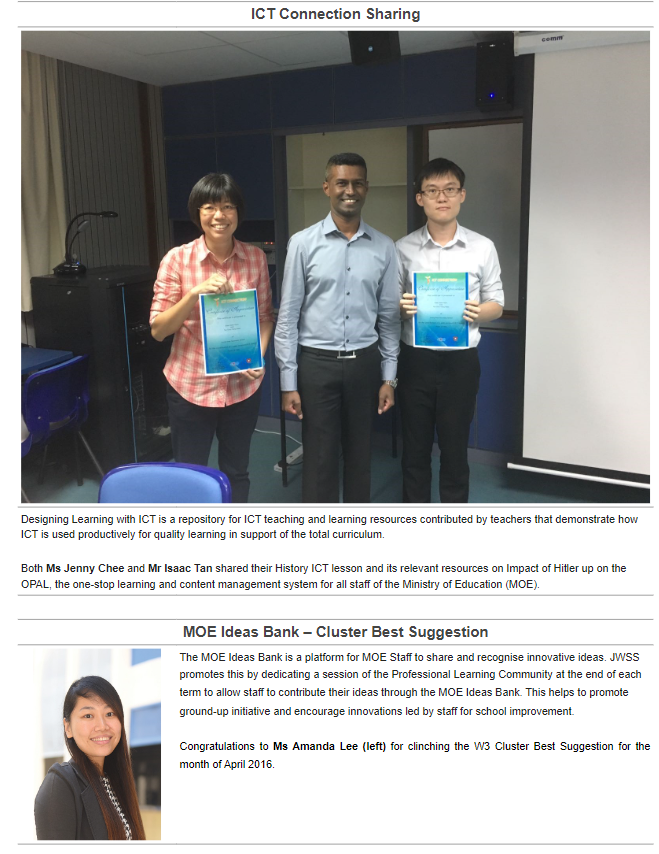 ICT Connection Sharing
Designing Learning with ICT is a repository for ICT teaching and learning resources contributed by teachers that demonstrate how
ICT is used productively for quality learning in support of the total curriculum.
Both Ms Jenny Chee and Mr Isaac Tan shared their History ICT lesson and its relevant resources on Impact of Hitler up on the
OPAL, the one-stop learning and content management system for all staff of the Ministry of Education (MOE).
MOE Ideas Bank – Cluster Best Suggestion
The MOE Ideas Bank is a platform for MOE Staff to share and recognise innovative ideas. JWSS
promotes this by dedicating a session of the Professional Learning Community at the end of each
term to allow staff to contribute their ideas through the MOE Ideas Bank. This helps to promote
ground-up initiative and encourage innovations led by staff for school improvement.
Congratulations to Ms Amanda Lee (left) for clinching the W3 Cluster Best Suggestion for the
month of April 2016.